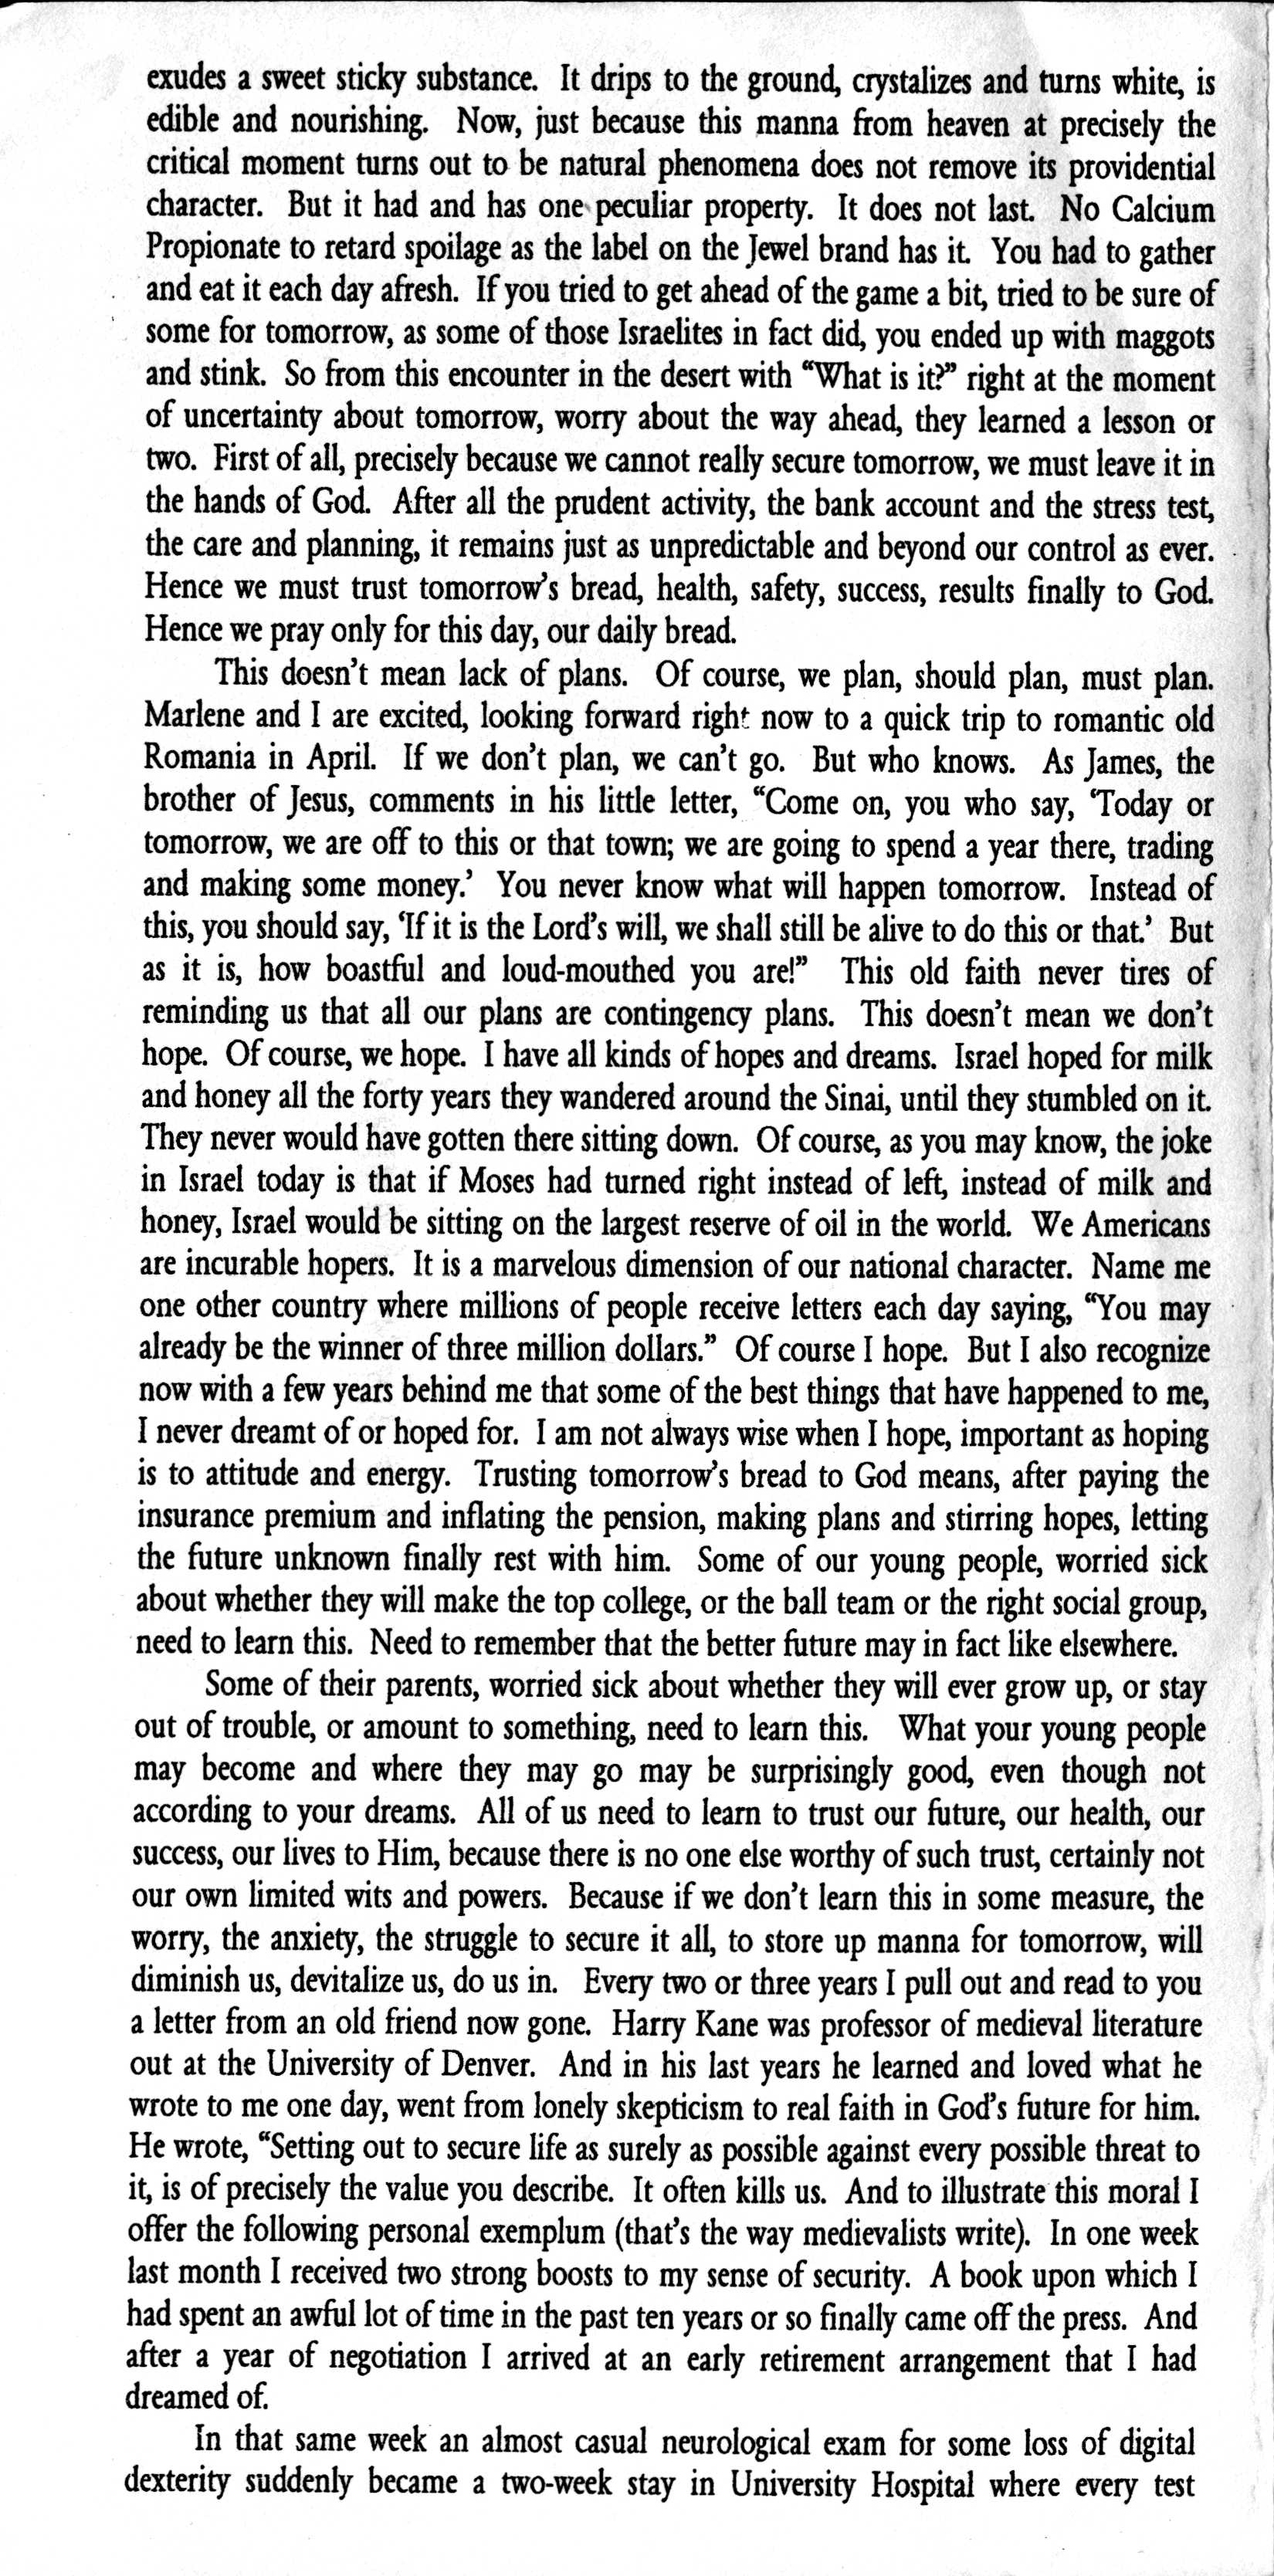 exudes a sweet sticky substance. It drips to the ground, crystalizes and turns white, is
edible and nourishing. Now, just because this manna from heaven at precisely the
critical moment turns out to be natural phenomena does not remove its providential
character. But it had and has one peculiar property. It does not last. No Calcium
Propionate to retard spoilage as the label on the Jewel brand has it. You had to gather
and eat it each day afresh. If you tried to get ahead of the game a bit, tried to be sure of
some for tomorrow, as some of those Israelites in fact did, you ended up with maggots
and stink. So from this encounter in the desert with “What is it?” right at the moment
of uncertainty about tomorrow, worry about the way ahead, they learned a lesson or
two. First of all, precisely because we cannot really secure tomorrow, we must leave it in
the hands of God. After all the prudent activity, the bank account and the stress test,
the care and planning, it remains just as unpredictable and beyond our control as ever.
Hence we must trust tomorrow’s bread, health, safety, success, results finally to God.
Hence we pray only for this day, our daily bread.
This doesn’t mean lack of plans. Of course, we plan, should plan, must plan.
Marlene and I are excited, looking forward right now to a quick trip to romantic old
Romania in April. If we don’t plan, we can’t go. But who knows. As James, the
brother of Jesus, comments in his little letter, “Come on, you who say, ‘Today or
tomorrow, we are off to this or that town; we are going to spend a year there, trading
and making some money.’ You never know what will happen tomorrow. Instead of
this, you should say, ‘If it is the Lord’s will, we shall still be alive to do this or that.’ But
as it is, how boastful and loud-mouthed you are!” This old faith never tires of
reminding us that all our plans are contingency plans. This doesn’t mean we don’t
hope. Of course, we hope. I have all kinds of hopes and dreams. Israel hoped for milk
and honey all the forty years they wandered around the Sinai, until they stumbled on it.
They never would have gotten there sitting down. Of course, as you may know, the joke
in Israel today is that if Moses had turned right instead of left, instead of milk and
honey, Israel would be sitting on the largest reserve of oil in the world. We Americans
are incurable hopers. It is a marvelous dimension of our national character. Name me
one other country where millions of people receive letters each day saying, “You may
already be the winner of three million dollars.” Of course I hope. But I also recognize
now with a few years behind me that some of the best things that have happened to me,
I never dreamt of or hoped for. I am not always wise when I hope, important as hoping
is to attitude and energy. Trusting tomorrow’s bread to God means, after paying the
insurance premium and inflating the pension, making plans and stirring hopes, letting
the future unknown finally rest with him. Some of our young people, worried sick
about whether they will make the top college, or the ball team or the right social group,
need to learn this. Need to remember that the better future may in fact like elsewhere.
Some of their parents, worried sick about whether they will ever grow up, or stay
out of trouble, or amount to something, need to learn this. What your young people
may become and where they may go may be surprisingly good, even though not
according to your dreams. All of us need to learn to trust our future, our health, our
success, our lives to Him, because there is no one else worthy of such trust, certainly not
our own limited wits and powers. Because if we don’t learn this in some measure, the
worry, the anxiety, the struggle to secure it all, to store up manna for tomorrow, will
diminish us, devitalize us, do us in. Every two or three years I pull out and read to you
a letter from an old friend now gone. Harry Kane was professor of medieval literature
out at the University of Denver. And in his last years he learned and loved what he
wrote to me one day, went from lonely skepticism to real faith in God’s future for him.
He wrote, “Setting out to secure life as surely as possible against every possible threat to
it, is of precisely the value you describe. It often kills us. And to illustrate this moral I
offer the following personal exemplum (that’s the way medievalists write). In one week
last month I received two strong boosts to my sense of security. A book upon which I
had spent an awful lot of time in the past ten years or so finally came off the press. And
after a year of negotiation I arrived at an early retirement arrangement that I had
dreamed of.
In that same week an almost casual neurological exam for some loss of digital
dexterity suddenly became a two-week stay in University Hospital where every test